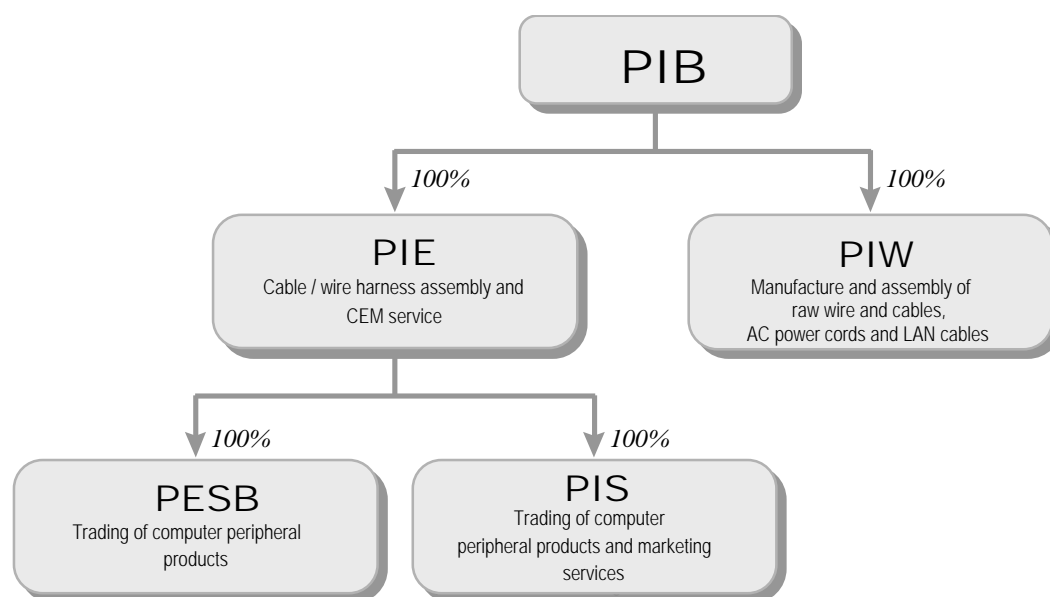 PIB
100%
100%
PIE
Cable / wire harness assembly and
CEM service
PIW
Manufacture and assembly of
raw wire and cables,
AC power cords and LAN cables
100%
100%
PESB
Trading of computer peripheral
products
PIS
Trading of computer
peripheral products and marketing
services